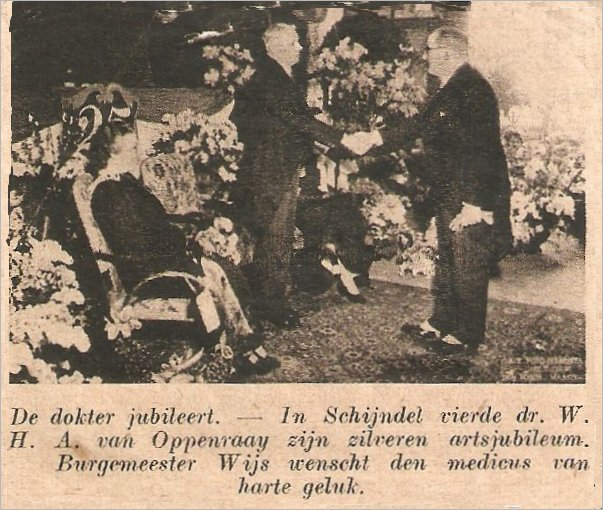 De dokter jubileert. — In Schijndel vierde dr. W.
H. A. van Oppenraay zijn zilveren artsjubileum.
Burgemeester Wijs wenscht den medicus van
harte geluk.